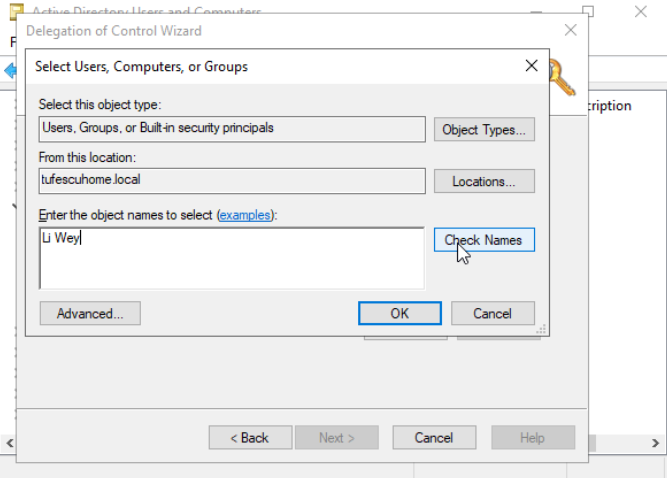 Active Directory Users and Computers
Delegation of Control Wizard
Select Users, Computers, or Groups
Select this object type:
Users, Groups, or Built-in security principals
Object Types...
From this location:
tufescuhome.local
Locations...
Enter the object names to select (examples):
Li Wey
Check Names
Advanced...
OK
Cancel
< Back
Next >
Cancel
Help